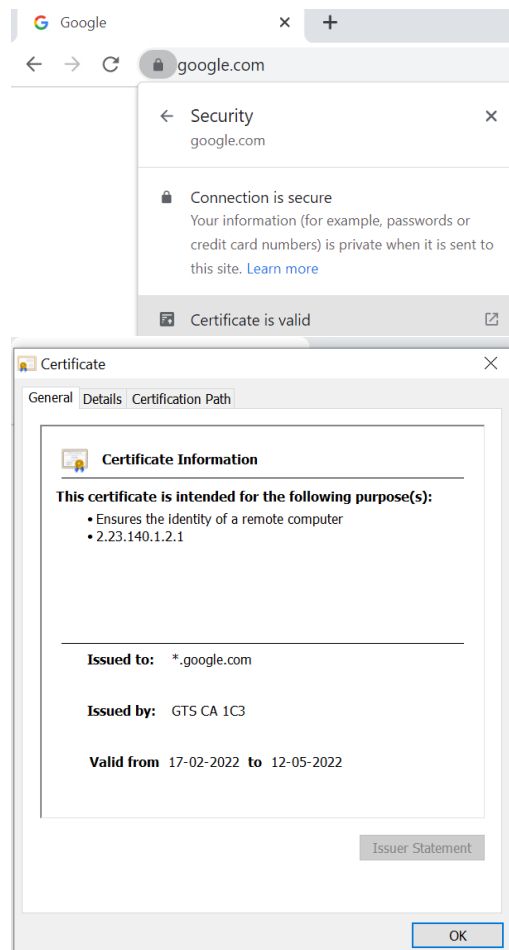 Google
google.com
Security
google.com
Connection is secure
Your information (for example, passwords or
credit card numbers) is private when it is sent to
this site. Learn more
Certificate is valid
Certificate
General Details Certification Path
Certificate Information
This certificate is intended for the following purpose(s):
• Ensures the identity of a remote computer
• 2.23.140.1.2.1
Issued to: *.google.com
Issued by: GTS CA 1C3
Valid from 17-02-2022 to 12-05-2022
Issuer Statement
OK